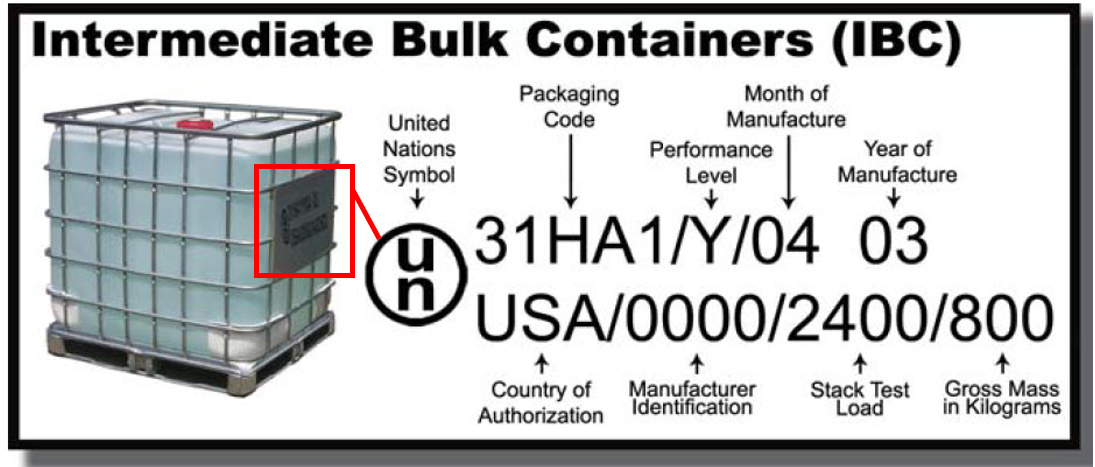 Intermediate Bulk Containers (IBC)
United
Nations
Symbol
Packaging
Code
Performance
Level
Month of
Manufacture
Year of
Manufacture
un
31HA1/Y/04 03
USA/0000/2400/800
Country of
Authorization
Manufacturer
Identification
Stack Test
Load
Gross Mass
in Kilograms